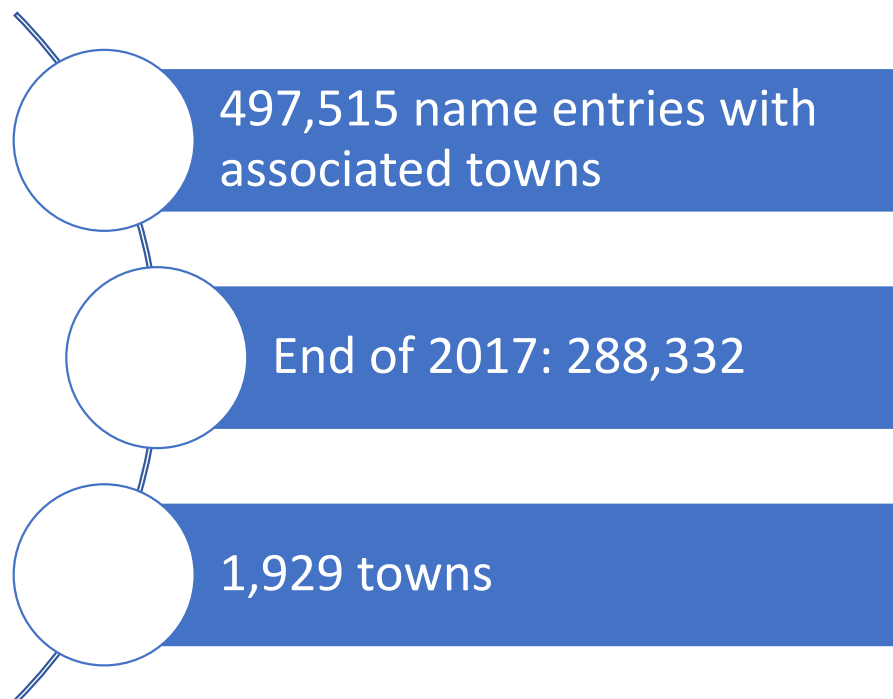 497,515 name entries with
associated towns
End of 2017: 288,332
1,929 towns